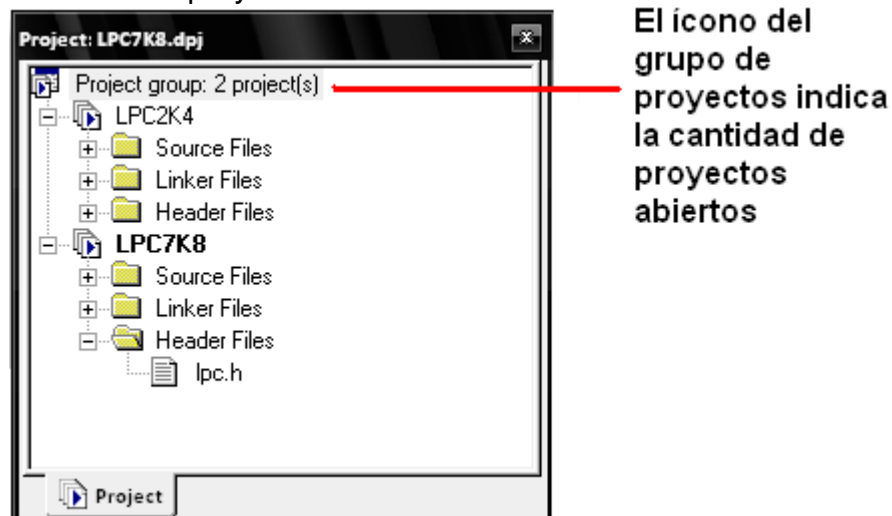 Project: LPC7K8.dpj
Project group: 2 project(s)
LPC2K4
Source Files
Linker Files
Header Files
LPC7K8
Source Files
Linker Files
Header Files
lpc.h
Project
El ícono del
grupo de
proyectos indica
la cantidad de
proyectos
abiertos